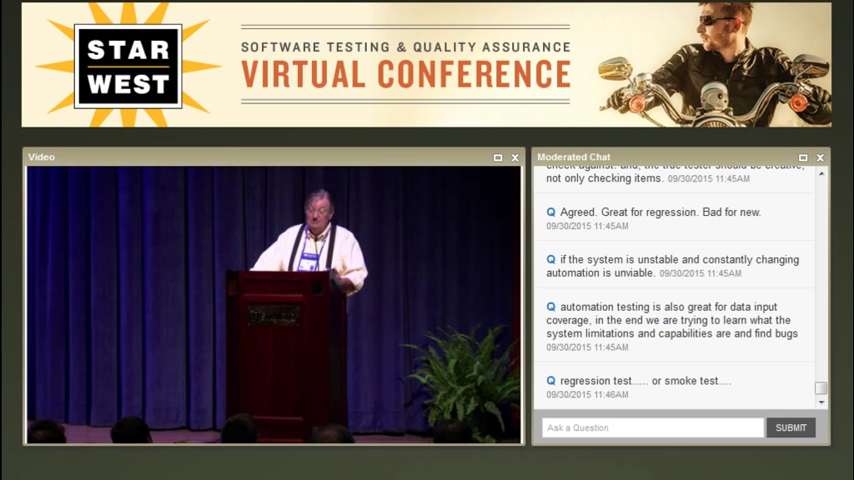 STAR
WEST
SOFTWARE TESTING & QUALITY ASSURANCE
VIRTUAL CONFERENCE
Video
Moderated Chat
not only checking items. 09/30/2015 11:45AM
Q Agreed. Great for regression. Bad for new.
09/30/2015 11:45AM
Q if the system is unstable and constantly changing
automation is unviable. 09/30/2015 11:45AM
Q automation testing is also great for data input
coverage, in the end we are trying to learn what the
system limitations and capabilities are and find bugs
09/30/2015 11:45AM
Q regression test..... or smoke test....
09/30/2015 11:46AM
Ask a Question
SUBMIT